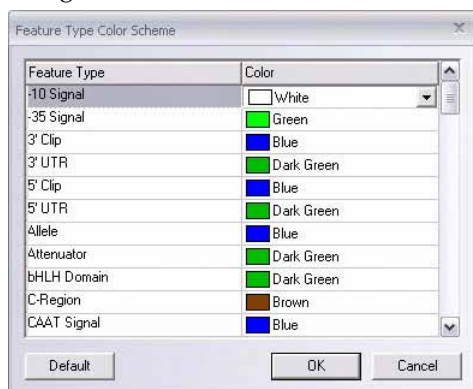 Feature Type Color Scheme
Feature Type Color
-10 Signal White
-35 Signal Green
3' Clip Blue
3' UTR Dark Green
5' Clip Blue
5' UTR Dark Green
Allele Blue
Attenuator Dark Green
bHLH Domain Dark Green
C-Region Brown
CAAT Signal Blue
Default OK Cancel